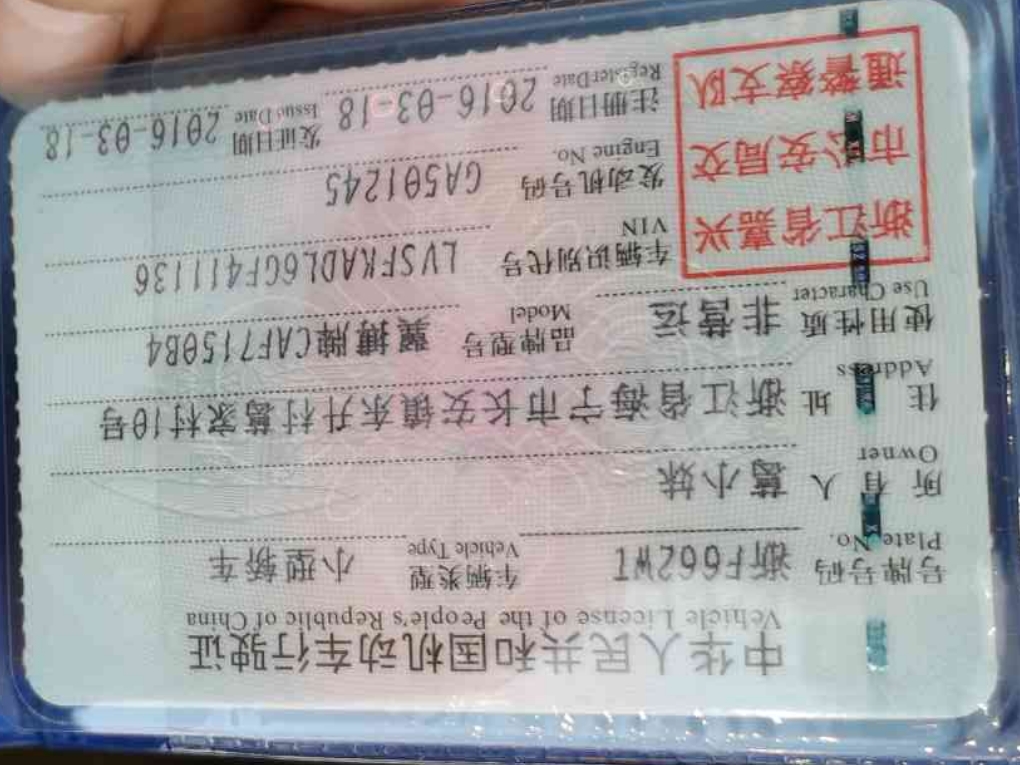 中华人民共和国机动车行驶证
Vehicle License of the People's Republic of China
号牌号码 浙F662W1 车辆类型 小型轿车
Plate No. Vehicle Type
所有人 葛小妹
Owner
住址 浙江省海宁市长安镇东升村葛家村10号
Address
使用性质 非营运 品牌型号 翼搏牌CAF7150B4
Use Character Model
浙江省嘉兴
市公安局交
通警察支队
车辆识别代号 LVSFKADL6GF411136
VIN
发动机号码 GA501245
Engine No.
注册日期 2016-03-18 发证日期 2016-03-18
Register Date Issue Date